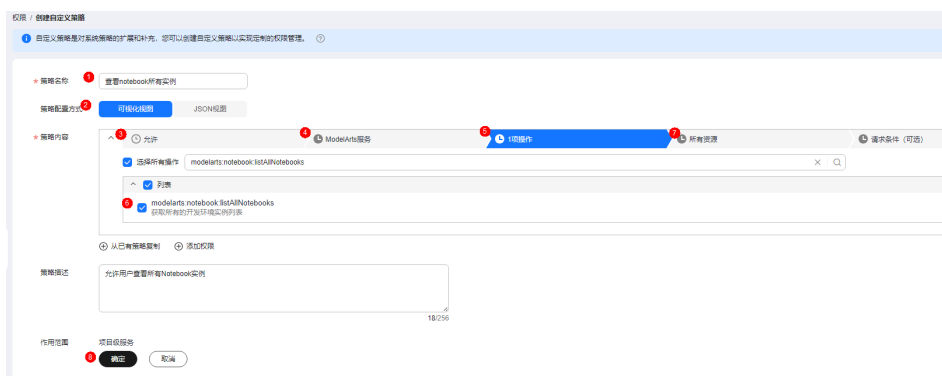 权限 / 创建自定义策略
自定义策略是对系统策略的扩展和补充，您可以创建自定义策略以实现定制的权限管理。
* 策略名称 1 查看notebook所有实例
策略配置方式 2 可视化视图 JSON视图
* 策略内容 3 允许 4 ModelArts服务 5 1项操作 7 所有资源 请求条件（可选）
选择所有操作 modelarts:notebook:listAllNotebooks
列表
6 modelarts:notebook:listAllNotebooks
获取所有的开发环境实例列表
从已有策略复制 添加权限
策略描述 允许用户查看所有Notebook实例
18/256
作用范围 项目级服务
8 确定 取消